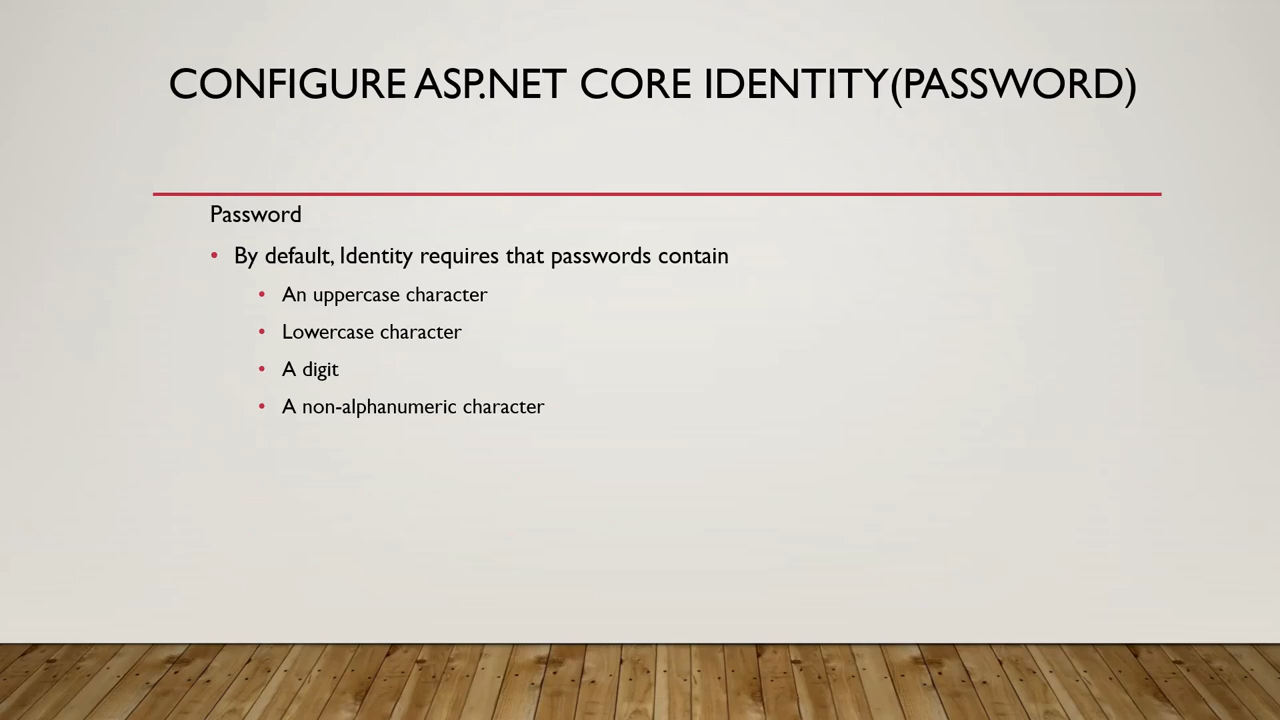 CONFIGURE ASP.NET CORE IDENTITY(PASSWORD)
Password
• By default, Identity requires that passwords contain
• An uppercase character
• Lowercase character
• A digit
• A non-alphanumeric character